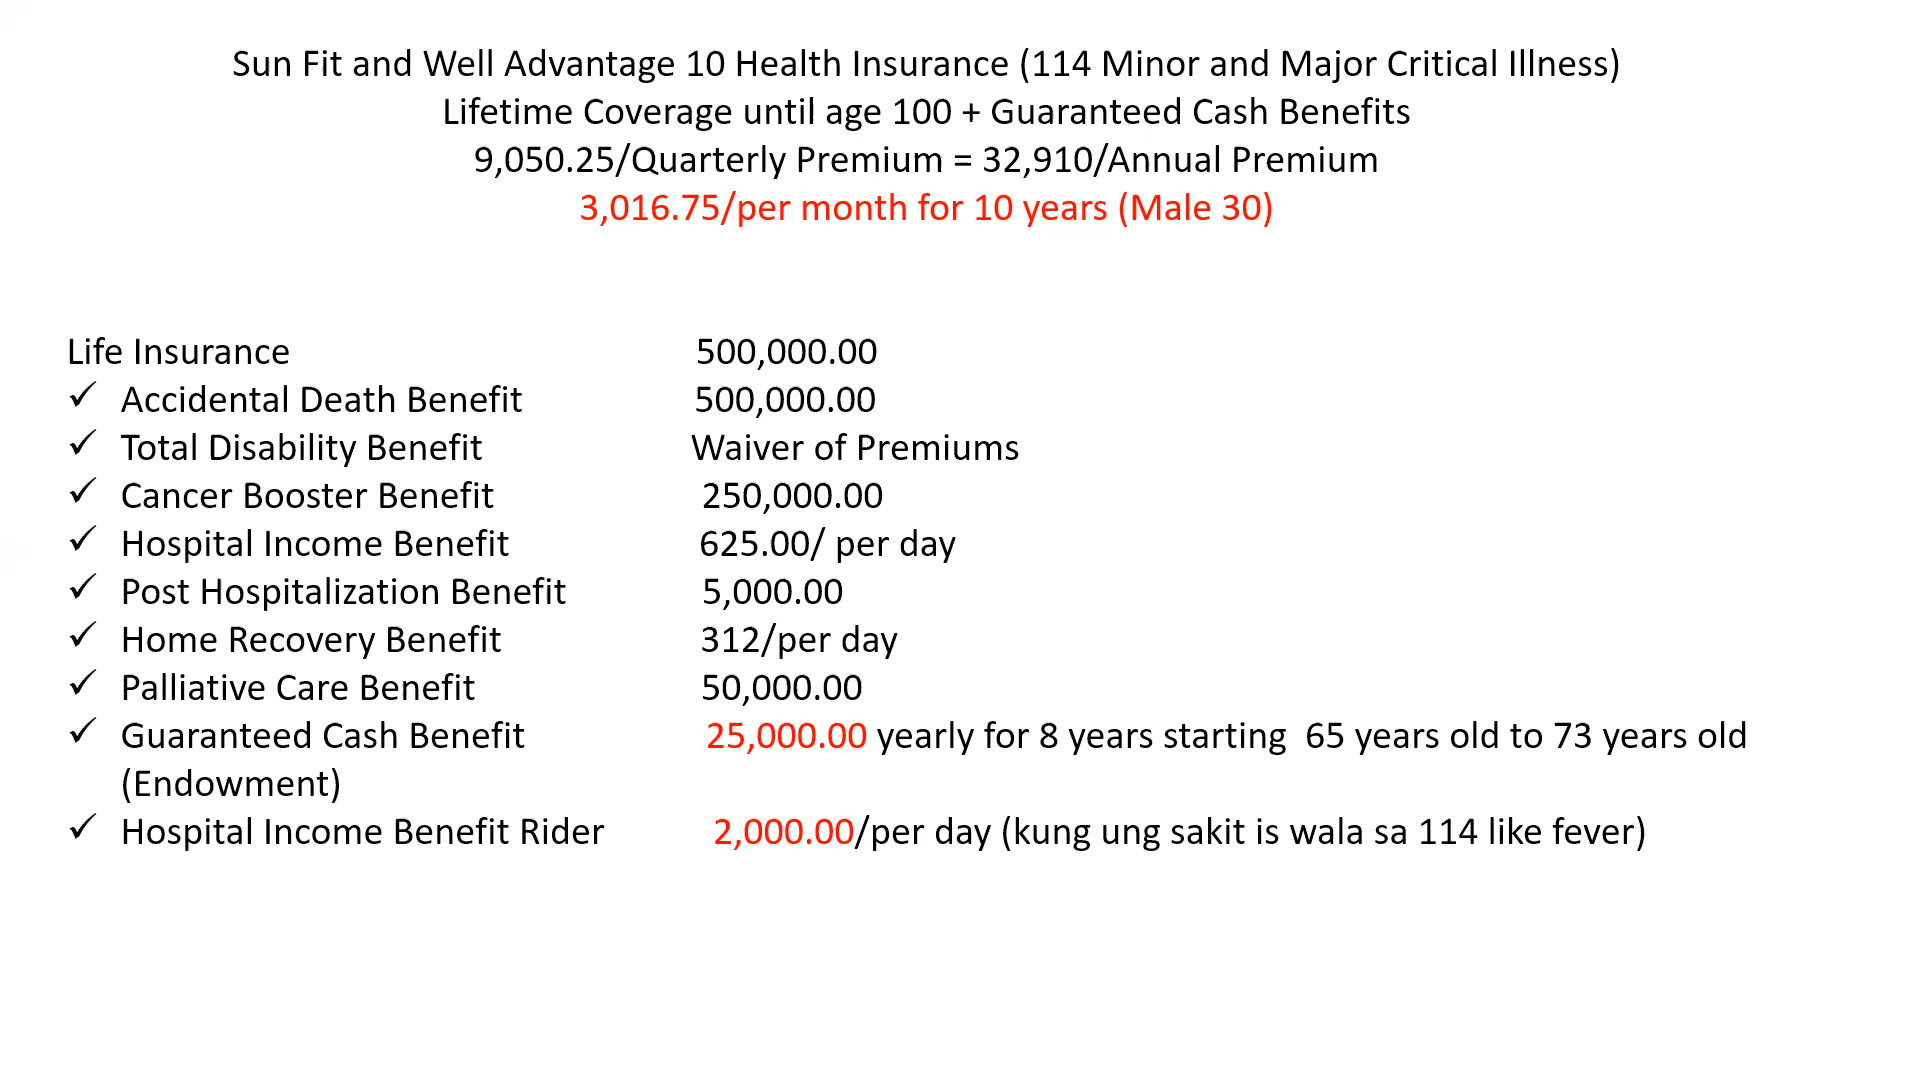 Sun Fit and Well Advantage 10 Health Insurance (114 Minor and Major Critical Illness)
Lifetime Coverage until age 100 + Guaranteed Cash Benefits
9,050.25/Quarterly Premium = 32,910/Annual Premium
3,016.75/per month for 10 years (Male 30)
Life Insurance 500,000.00
✓ Accidental Death Benefit 500,000.00
✓ Total Disability Benefit Waiver of Premiums
✓ Cancer Booster Benefit 250,000.00
✓ Hospital Income Benefit 625.00/ per day
✓ Post Hospitalization Benefit 5,000.00
✓ Home Recovery Benefit 312/per day
✓ Palliative Care Benefit 50,000.00
✓ Guaranteed Cash Benefit 25,000.00 yearly for 8 years starting 65 years old to 73 years old
(Endowment)
✓ Hospital Income Benefit Rider 2,000.00/per day (kung ung sakit is wala sa 114 like fever)